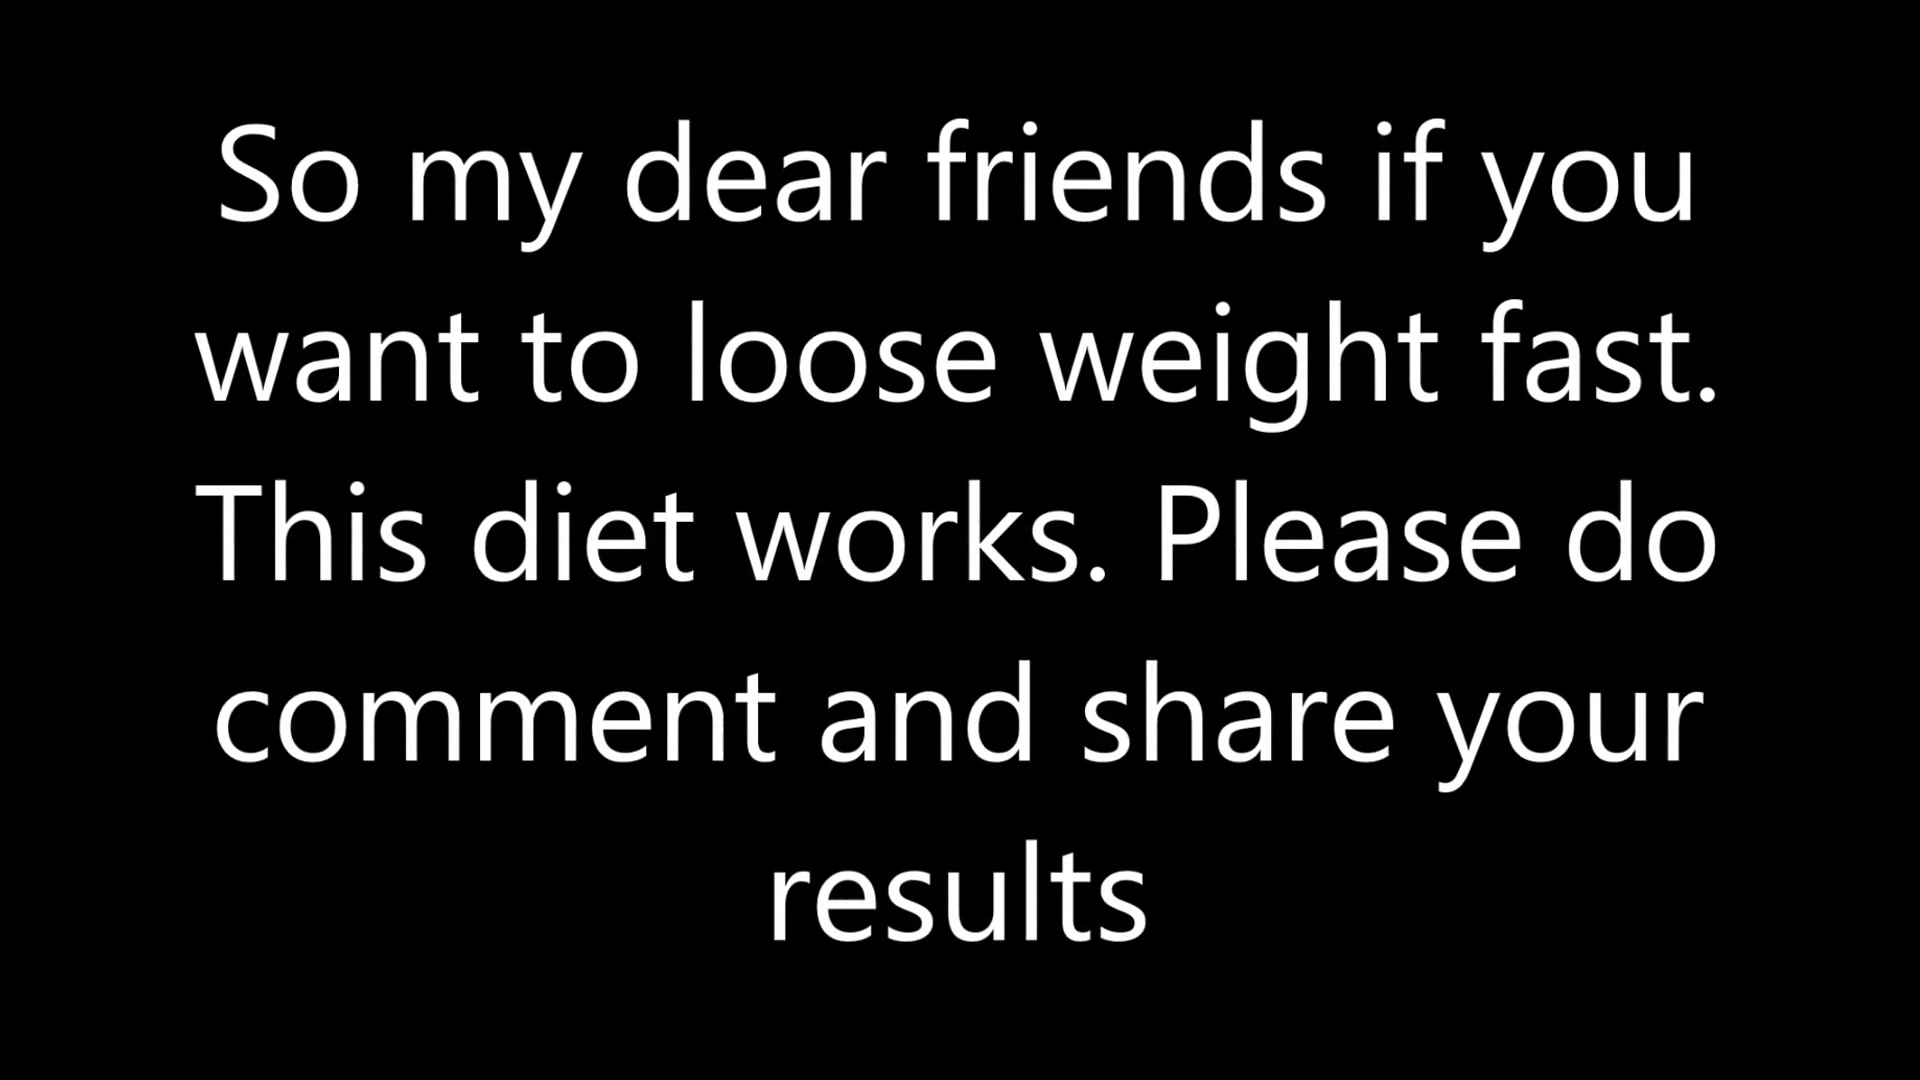 So my dear friends if you
want to loose weight fast.
This diet works. Please do
comment and share your
results